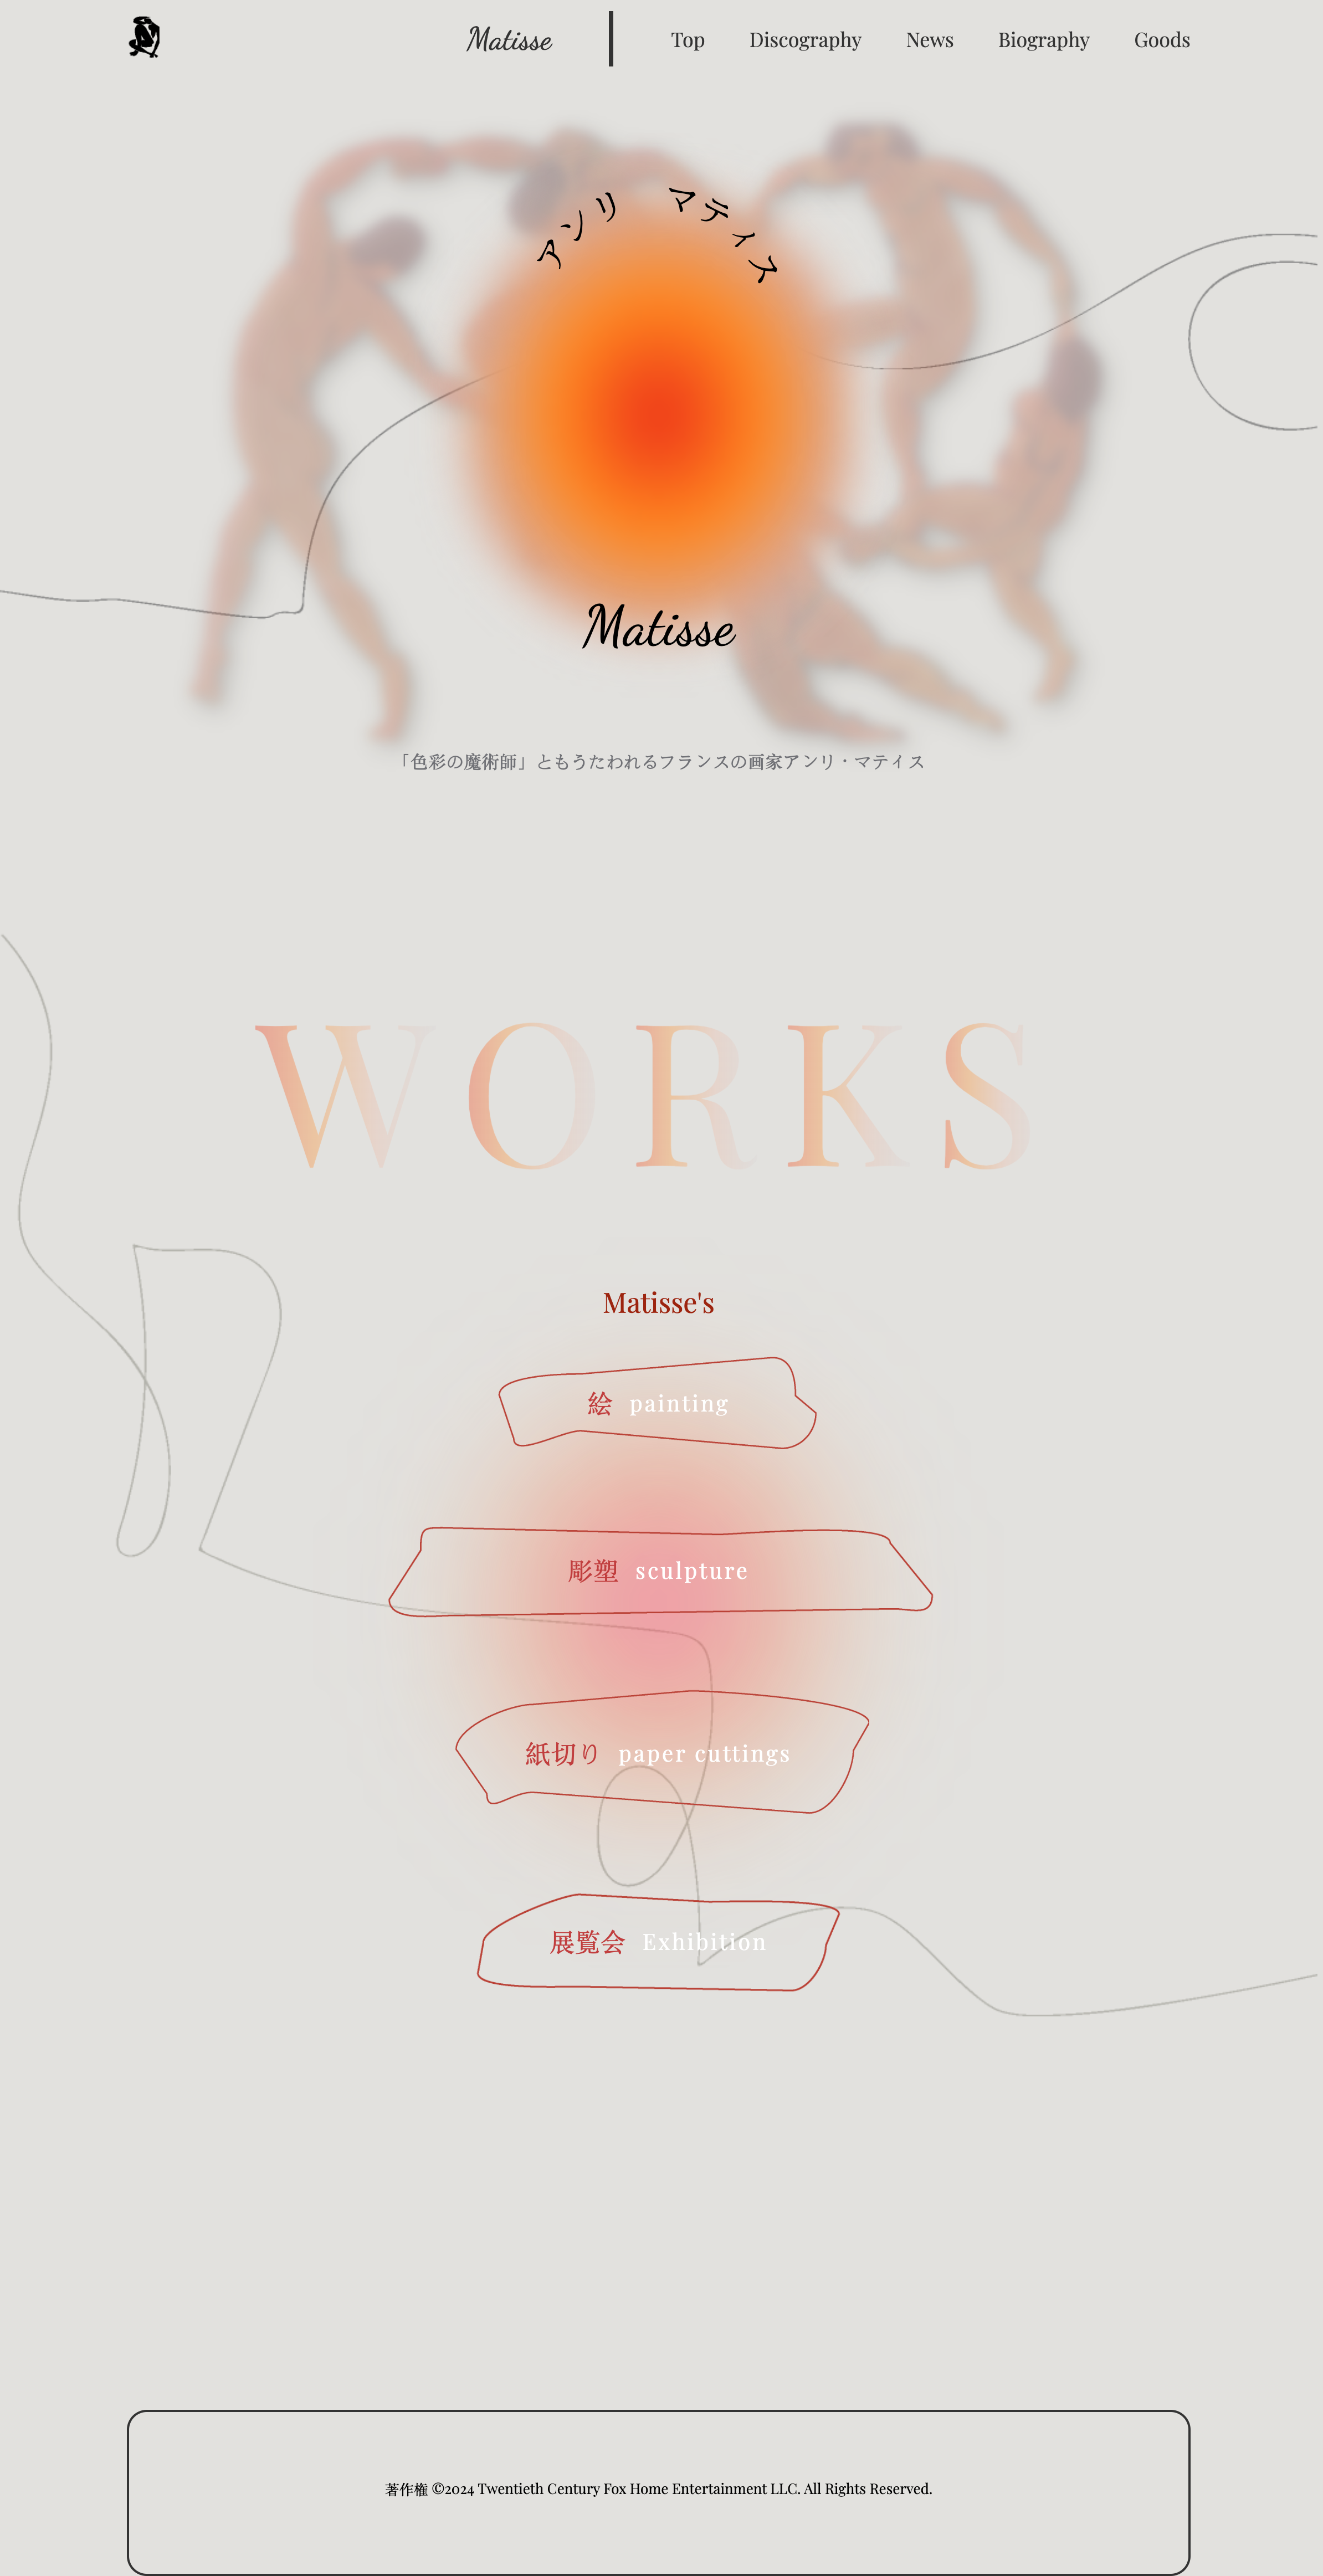 Matisse
Top Discography News Biography Goods
アンリ マティス
Matisse
「色彩の魔術師」ともうたわれるフランスの画家アンリ・マティス
WORKS
Matisse's
絵 painting
彫塑 sculpture
紙切り paper cuttings
展覧会 Exhibition
著作権 ©2024 Twentieth Century Fox Home Entertainment LLC. All Rights Reserved.